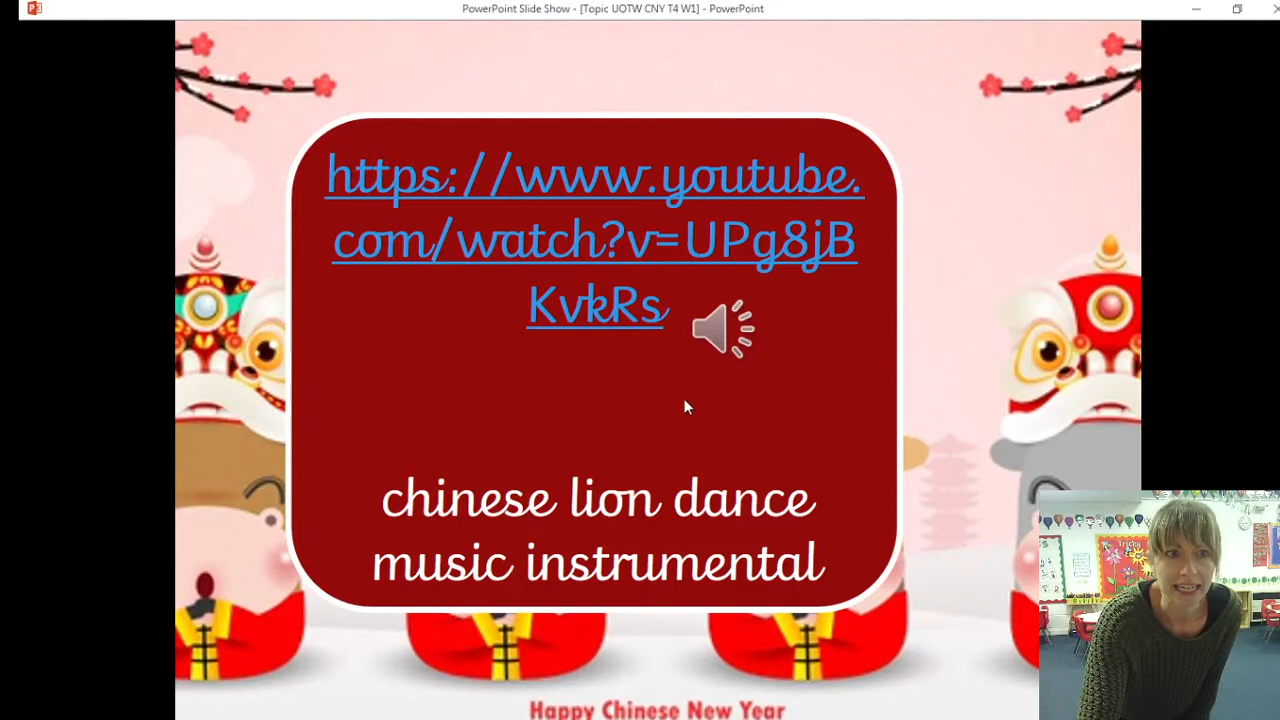 PowerPoint Slide Show - [Topic UOTW CNY T4 W1] - PowerPoint
https://www.youtube.
com/watch?v=UPg8jB
KvkRs
chinese lion dance
music instrumental
Happy Chinese New Year
Tricky